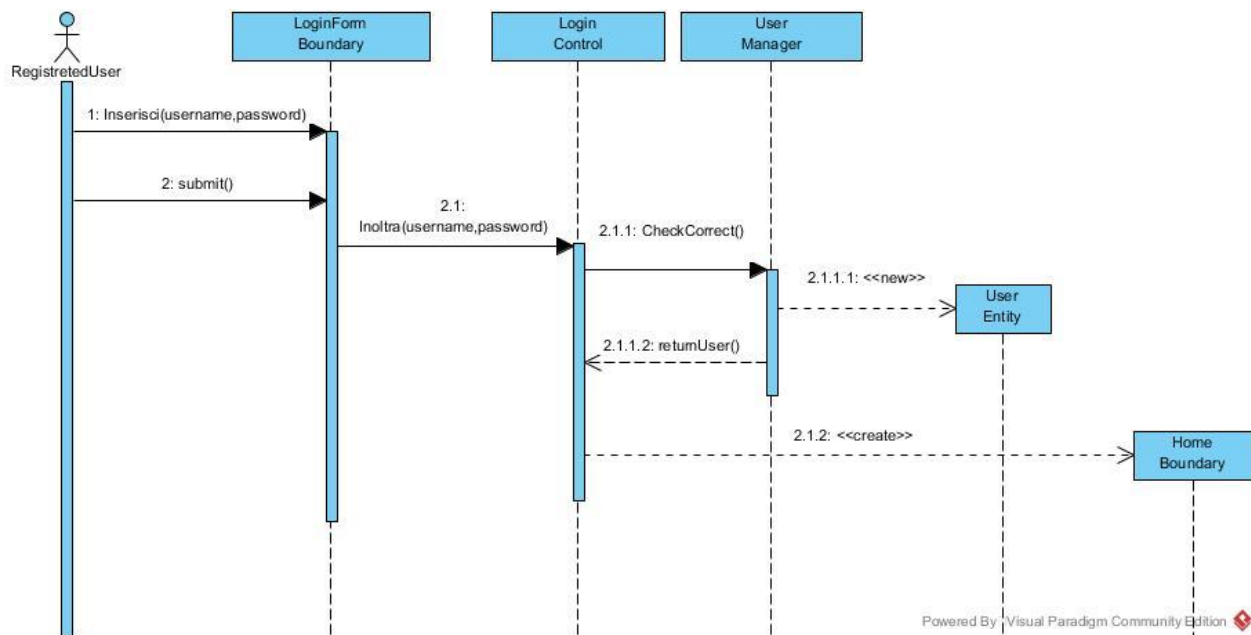 LoginForm
Boundary
Login
Control
User
Manager
RegistretedUser
1: Inserisci(username,password)
2: submit()
2.1:
Inoltra(username,password)
2.1.1: CheckCorrect()
2.1.1.1: <<new>>
User
Entity
2.1.1.2: returnUser()
2.1.2: <<create>>
Home
Boundary
Powered By Visual Paradigm Community Edition